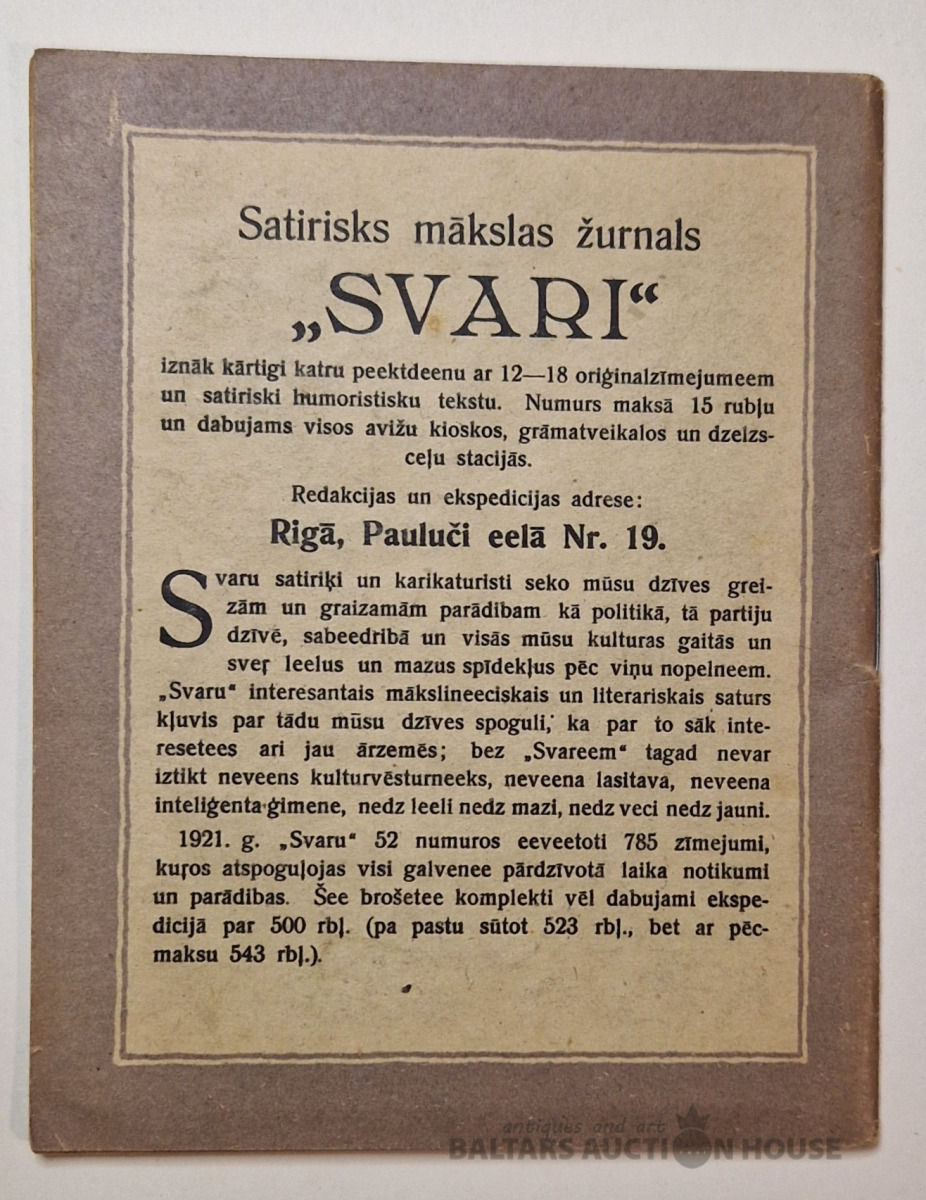 Satirisks mākslas žurnals
„SVARI“
iznāk kārtigi katru peektdeenu ar 12—18 oriģinalzīmejumeem
un satiriski humoristisku tekstu. Numurs maksā 15 rubļu
un dabujams visos avižu kioskos, grāmatveikalos un dzelzs-
ceļu stacijās.
Redakcijas un ekspedicijas adrese:
Rigā, Pauluči eelā Nr. 19.
Svaru satiriķi un karikaturisti seko mūsu dzīves grei-
zām un graizamām parādibam kā politikā, tā partiju
dzīvē, sabeedribā un visās mūsu kulturas gaitās un
sveŗ leelus un mazus spīdekļus pēc viņu nopelneem.
„Svaru“ interesantais mākslineeciskais un literariskais saturs
kļuvis par tādu mūsu dzīves spoguli, ka par to sāk inte-
resetees ari jau ārzemēs; bez „Svareem“ tagad nevar
iztikt neveens kulturvēsturneeks, neveena lasitava, neveena
inteliģenta ģimene, nedz leeli nedz mazi, nedz veci nedz jauni.
1921. g. „Svaru“ 52 numuros eeveetoti 785 zīmejumi,
kuŗos atspoguļojas visi galvenee pārdzīvotā laika notikumi
un parādibas. Šee brošetee komplekti vēl dabujami ekspe-
dicijā par 500 rbļ. (pa pastu sūtot 523 rbļ., bet ar pēc-
maksu 543 rbļ.).
antiques and art
BALTARS AUCTION HOUSE